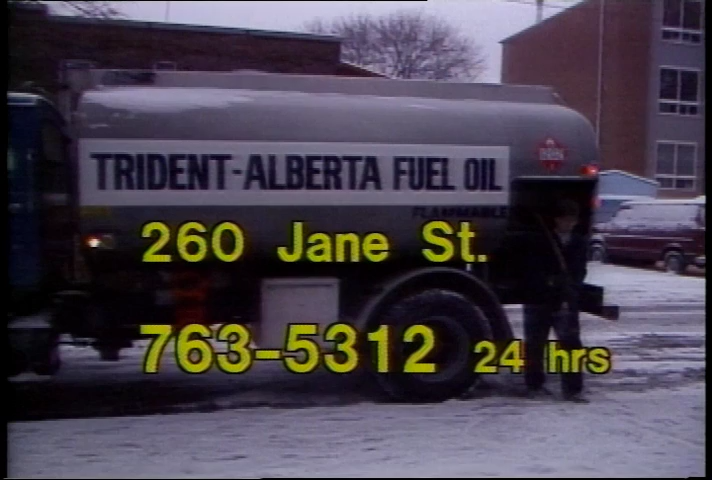 TRIDENT-ALBERTA FUEL OIL
FLAMMABLE
260 Jane St.
763-5312 24 hrs